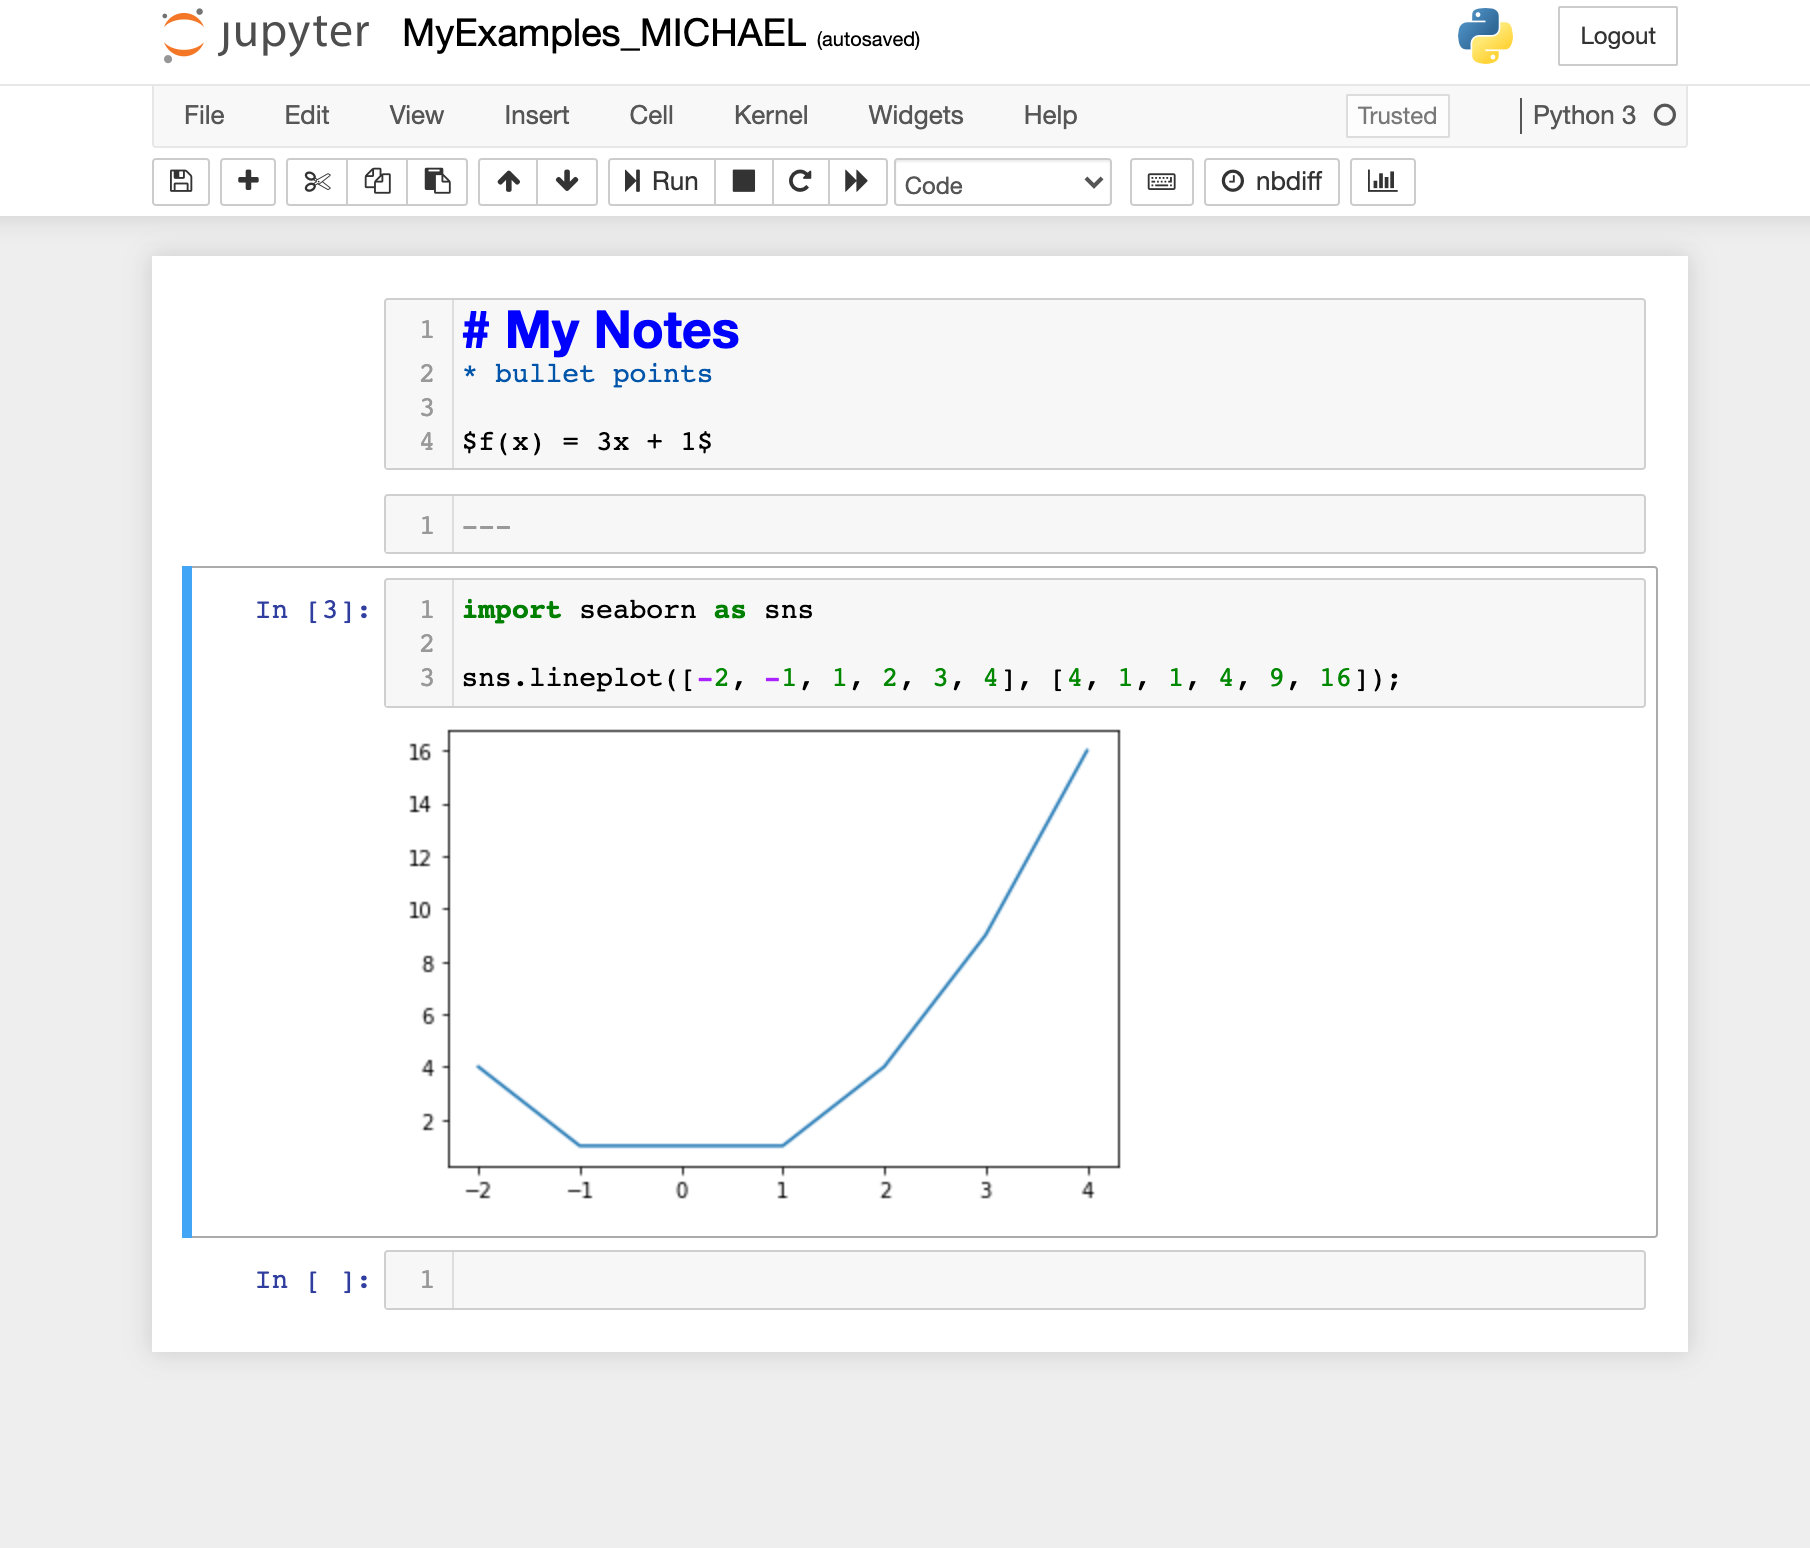 jupyter MyExamples_MICHAEL (autosaved) Logout
File Edit View Insert Cell Kernel Widgets Help Trusted Python 3
Run Code nbdiff
1 # My Notes
2 * bullet points
3
4 $f(x) = 3x + 1$
1 ---
In [3]: 1 import seaborn as sns
2
3 sns.lineplot([-2, -1, 1, 2, 3, 4], [4, 1, 1, 4, 9, 16]);
16
14
12
10
8
6
4
2
−2 −1 0 1 2 3 4
In [ ]: 1